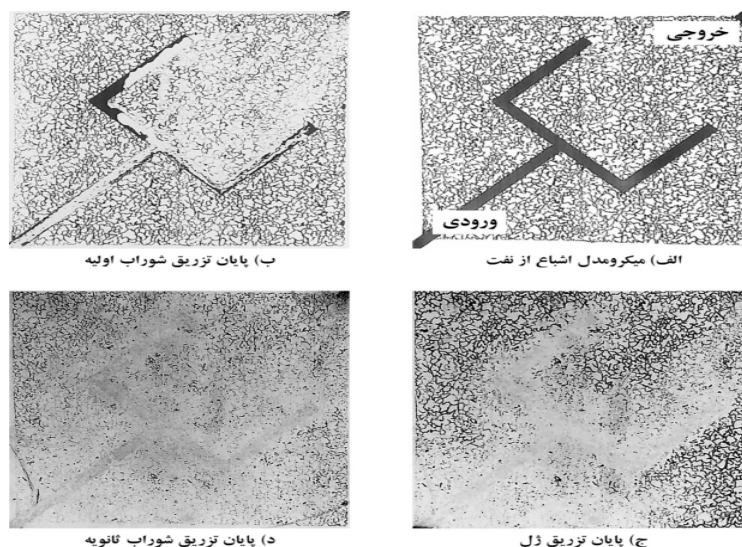 خروجی
ورودی
الف) میکرومدل اشباع از نفت
ب) پایان تزریق شوراب اولیه
ج) پایان تزریق ژل
د) پایان تزریق شوراب ثانویه